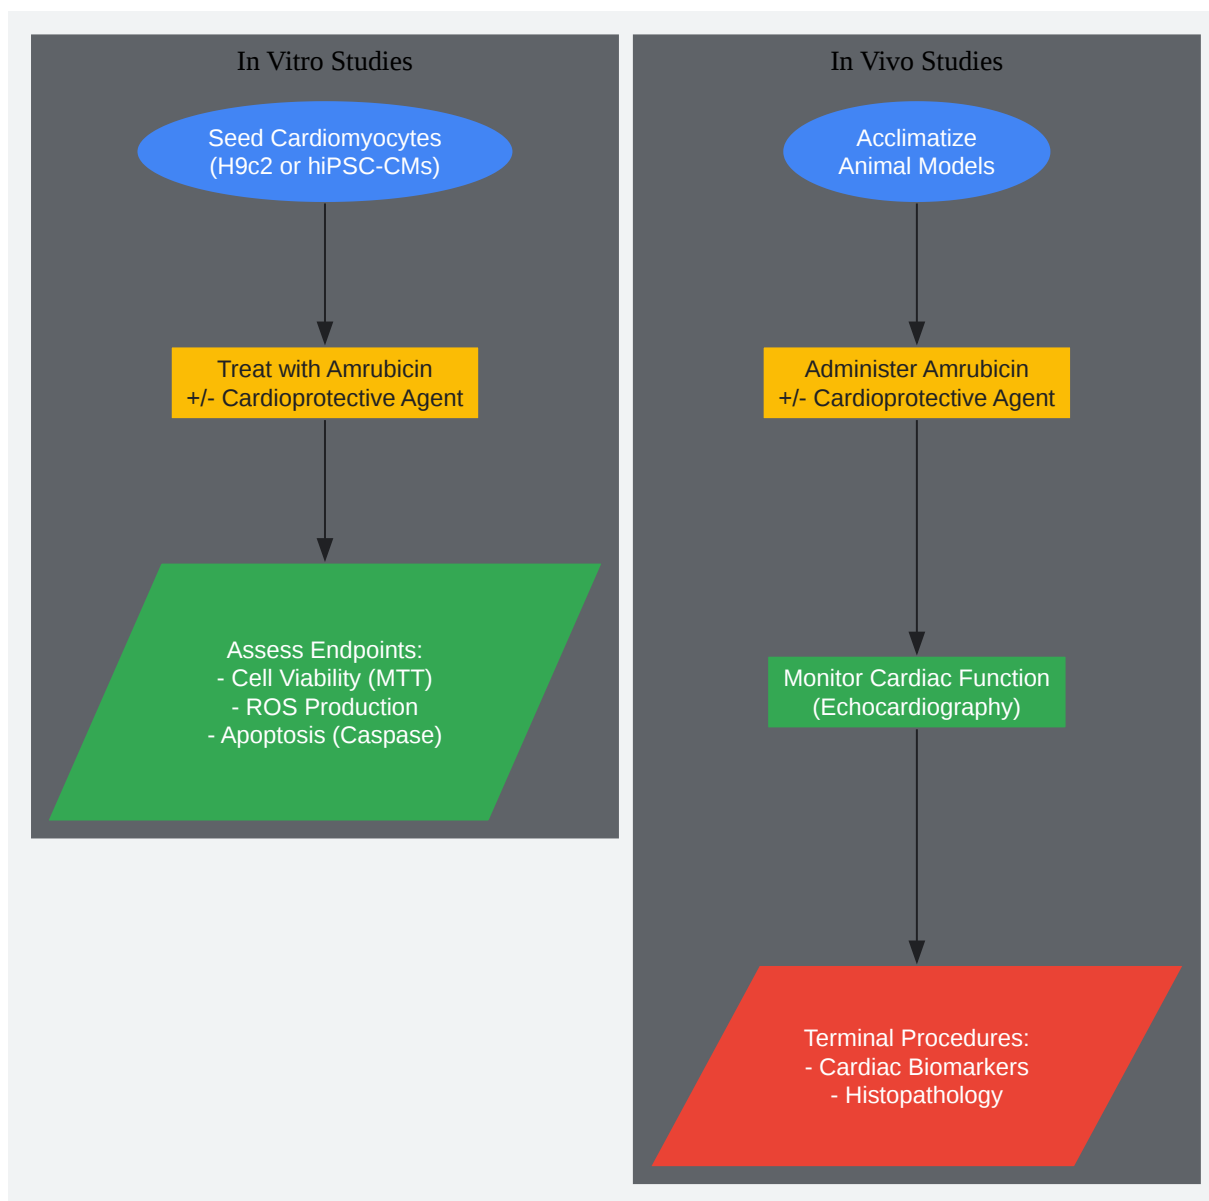 In Vitro Studies
Seed Cardiomyocytes
(H9c2 or hiPSC-CMs)
Treat with Amrubicin
+/- Cardioprotective Agent
Assess Endpoints:
- Cell Viability (MTT)
- ROS Production
- Apoptosis (Caspase)
In Vivo Studies
Acclimatize
Animal Models
Administer Amrubicin
+/- Cardioprotective Agent
Monitor Cardiac Function
(Echocardiography)
Terminal Procedures:
- Cardiac Biomarkers
- Histopathology